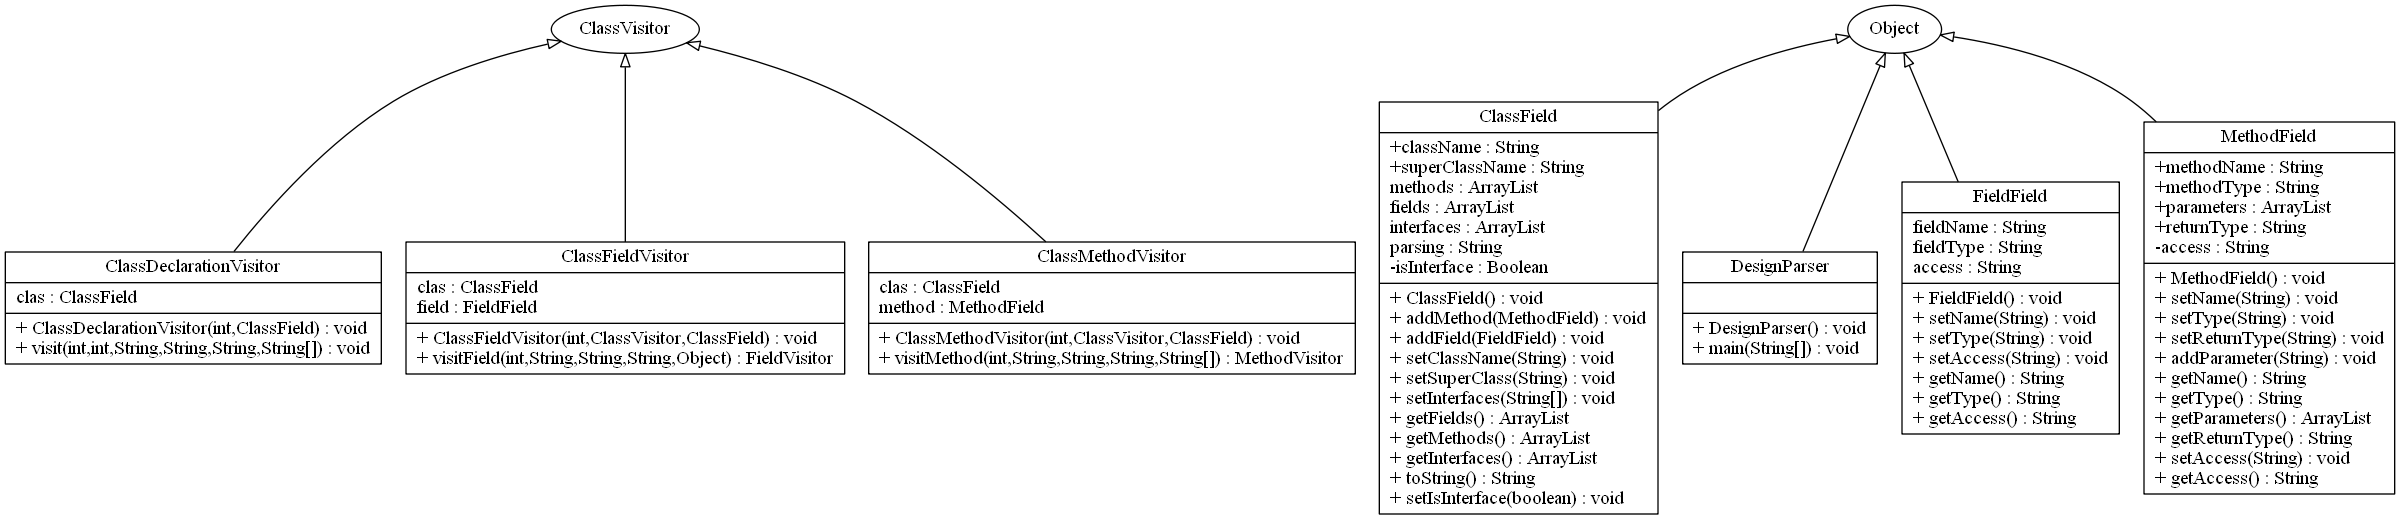 ClassVisitor
Object
ClassDeclarationVisitor
clas : ClassField
+ ClassDeclarationVisitor(int,ClassField) : void
+ visit(int,int,String,String,String,String[]) : void
ClassFieldVisitor
clas : ClassField
field : FieldField
+ ClassFieldVisitor(int,ClassVisitor,ClassField) : void
+ visitField(int,String,String,String,Object) : FieldVisitor
ClassMethodVisitor
clas : ClassField
method : MethodField
+ ClassMethodVisitor(int,ClassVisitor,ClassField) : void
+ visitMethod(int,String,String,String,String[]) : MethodVisitor
ClassField
+className : String
+superClassName : String
methods : ArrayList
fields : ArrayList
interfaces : ArrayList
parsing : String
-isInterface : Boolean
+ ClassField() : void
+ addMethod(MethodField) : void
+ addField(FieldField) : void
+ setClassName(String) : void
+ setSuperClass(String) : void
+ setInterfaces(String[]) : void
+ getFields() : ArrayList
+ getMethods() : ArrayList
+ getInterfaces() : ArrayList
+ toString() : String
+ setIsInterface(boolean) : void
DesignParser
+ DesignParser() : void
+ main(String[]) : void
FieldField
fieldName : String
fieldType : String
access : String
+ FieldField() : void
+ setName(String) : void
+ setType(String) : void
+ setAccess(String) : void
+ getName() : String
+ getType() : String
+ getAccess() : String
MethodField
+methodName : String
+methodType : String
+parameters : ArrayList
+returnType : String
-access : String
+ MethodField() : void
+ setName(String) : void
+ setType(String) : void
+ setReturnType(String) : void
+ addParameter(String) : void
+ getName() : String
+ getType() : String
+ getParameters() : ArrayList
+ getReturnType() : String
+ setAccess(String) : void
+ getAccess() : String